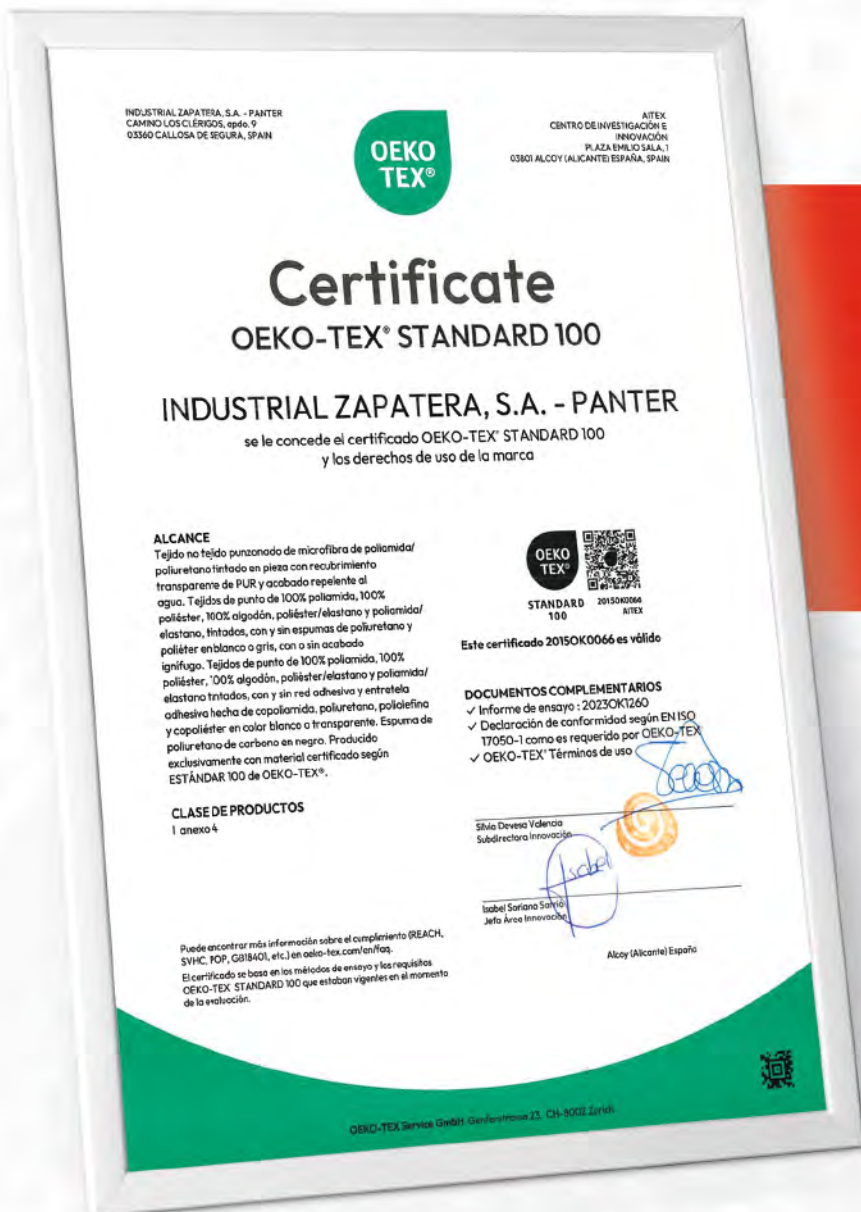 INDUSTRIAL ZAPATERA, S.A. - PANTER
CAMINO LOS CLÉRIGOS, apdo. 9
03360 CALLOSA DE SEGURA, SPAIN
AITEX
CENTRO DE INVESTIGACIÓN E
INNOVACIÓN
PLAZA EMILIO SALA, 1
03801 ALCOY (ALICANTE) ESPAÑA, SPAIN
OEKO
TEX®
Certificate
OEKO-TEX® STANDARD 100
INDUSTRIAL ZAPATERA, S.A. - PANTER
se le concede el certificado OEKO-TEX® STANDARD 100
y los derechos de uso de la marca
ALCANCE
Tejido no tejido punzonado de microfibra de poliamida/
poliuretano tintado en pieza con recubrimiento
transparente de PUR y acabado repelente al
agua. Tejidos de punto de 100% poliamida, 100%
poliéster, 100% algodón, poliéster/elastano y poliamida/
elastano, tintados, con y sin espumas de poliuretano y
poliéter en blanco o gris, con o sin acabado
ignífugo. Tejidos de punto de 100% poliamida, 100%
poliéster, 100% algodón, poliéster/elastano y poliamida/
elastano tintados, con y sin red adhesiva y entretela
adhesiva hecha de copoliamida, poliuretano, poliolefina
y copoliéster en color blanco o transparente. Espuma de
poliuretano de carbono en negro. Producido
exclusivamente con material certificado según
ESTÁNDAR 100 de OEKO-TEX®.
CLASE DE PRODUCTOS
I anexo 4
OEKO
TEX®
STANDARD
100
2015OK0066
AITEX
Este certificado 2015OK0066 es válido
DOCUMENTOS COMPLEMENTARIOS
✓ Informe de ensayo : 2023OK1260
✓ Declaración de conformidad según EN ISO
17050-1 como es requerido por OEKO-TEX
✓ OEKO-TEX® Términos de uso
Silvia Devesa Valencia
Subdirectora Innovación
Isabel
Isabel Soriano Sarrió
Jefa Área Innovación
Alcoy (Alicante) España
Puede encontrar más información sobre el cumplimiento (REACH,
SVHC, POP, GB18401, etc.) en oeko-tex.com/en/faq.
El certificado se basa en los métodos de ensayo y los requisitos
OEKO-TEX STANDARD 100 que estaban vigentes en el momento
de la evaluación.
OEKO-TEX Service GmbH. Genferstrasse 23, CH-8002 Zurich